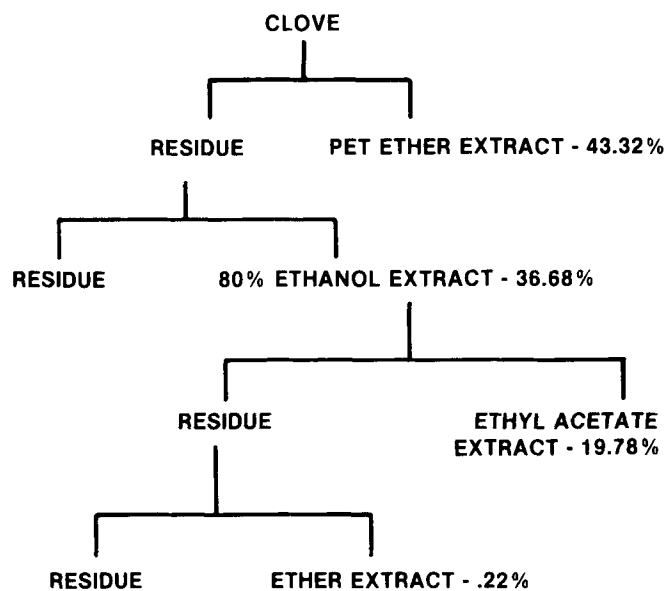 CLOVE
RESIDUE PET ETHER EXTRACT - 43.32%
RESIDUE 80% ETHANOL EXTRACT - 36.68%
RESIDUE ETHYL ACETATE
EXTRACT - 19.78%
RESIDUE ETHER EXTRACT - .22%